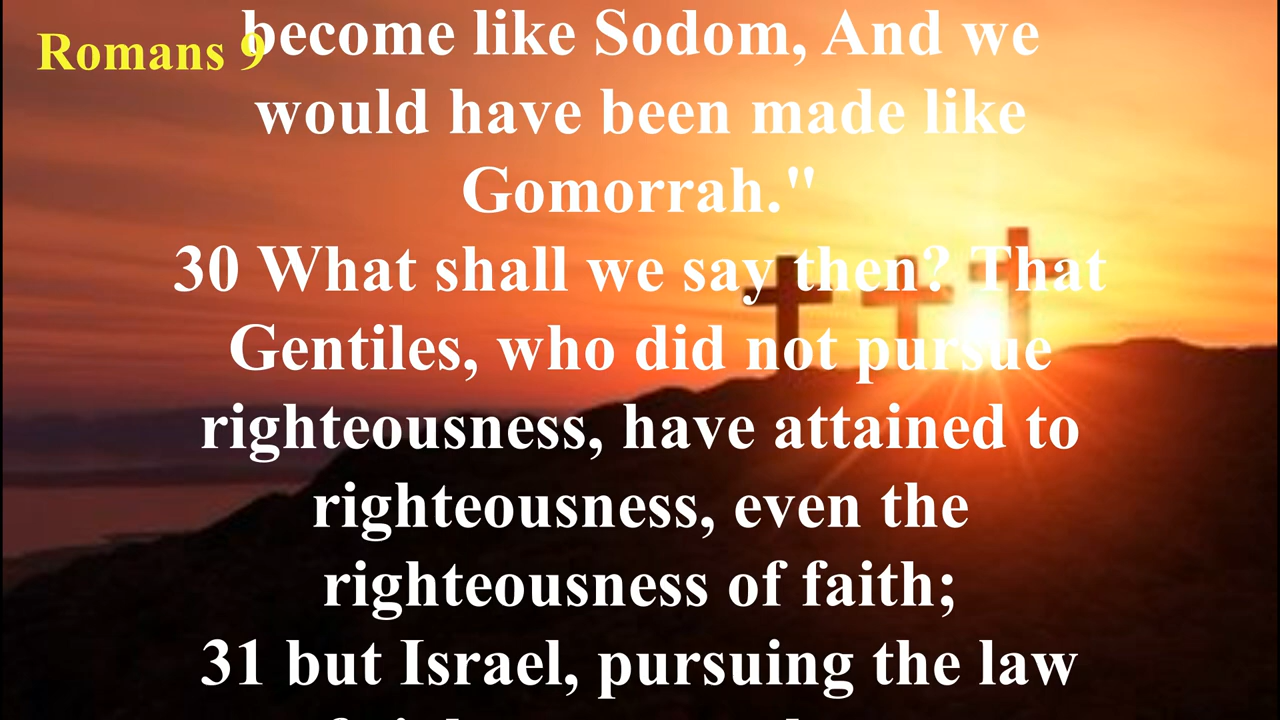 Romans 9
become like Sodom, And we
would have been made like
Gomorrah."
30 What shall we say then? That
Gentiles, who did not pursue
righteousness, have attained to
righteousness, even the
righteousness of faith;
31 but Israel, pursuing the law